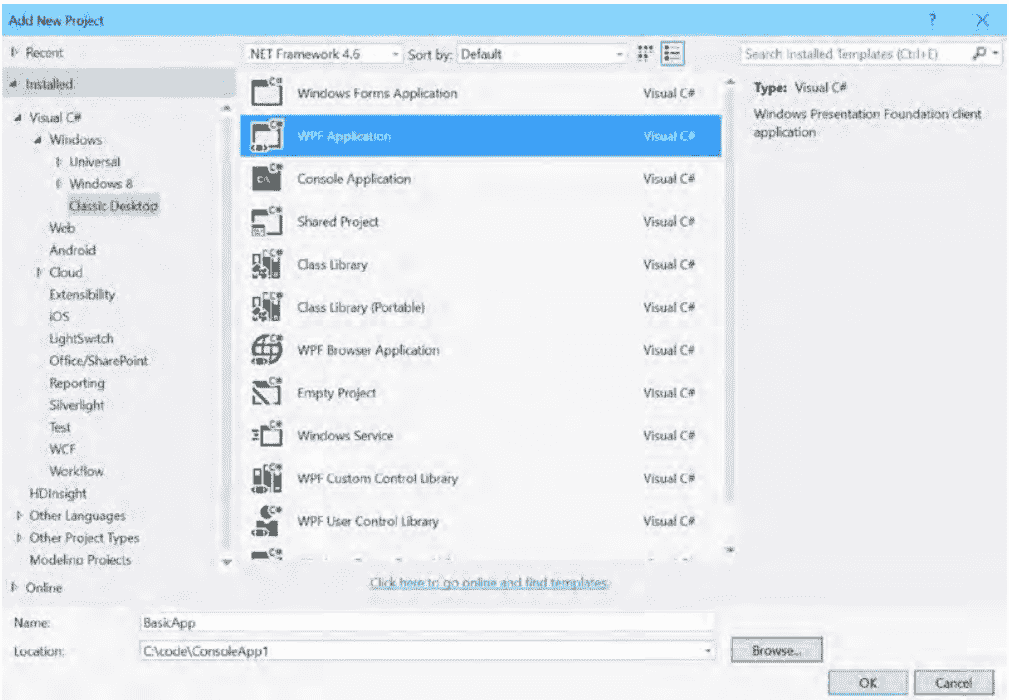 Add New Project
?
Recent
.NET Framework 4.6
Sort by: Default
Search Installed Templates (Ctrl+E)
Installed
Visual C#
Windows
Universal
Windows 8
Classic Desktop
Web
Android
Cloud
Extensibility
iOS
LightSwitch
Office/SharePoint
Reporting
Silverlight
Test
WCF
Workflow
HDInsight
Other Languages
Other Project Types
Modeling Projects
Online
Windows Forms Application Visual C#
WPF Application Visual C#
Console Application Visual C#
Shared Project Visual C#
Class Library Visual C#
Class Library (Portable) Visual C#
WPF Browser Application Visual C#
Empty Project Visual C#
Windows Service Visual C#
WPF Custom Control Library Visual C#
WPF User Control Library Visual C#
Click here to go online and find templates.
Type: Visual C#
Windows Presentation Foundation client
application
Name: BasicApp
Location: C:\code\ConsoleApp1
Browse...
OK
Cancel